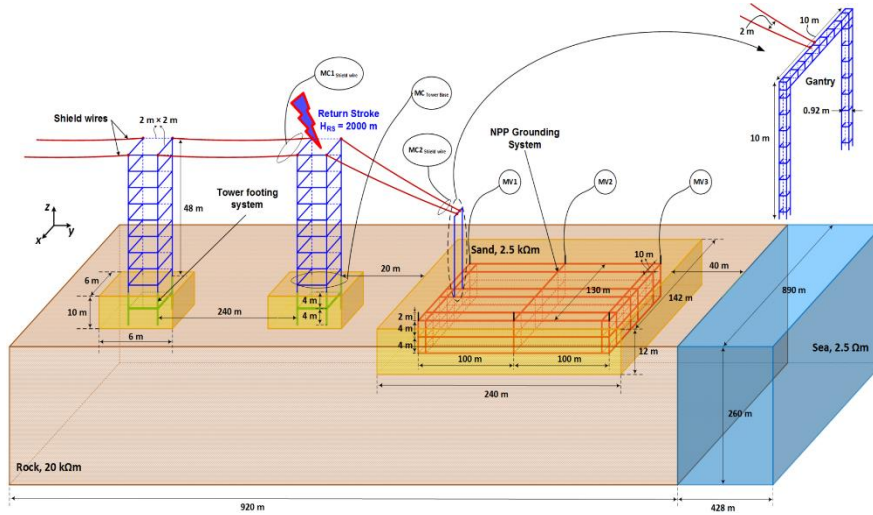 10 m
2 m
Gantry
0.92 m
10 m
MC1 Shield wire
MC Tower Base
Return Stroke
H RS = 2000 m
2 m × 2 m
Shield wires
MC2 Shield wire
NPP Grounding
System
MV1
MV2
MV3
48 m
Tower footing
system
z
y
x
Sand, 2.5 kΩm
20 m
10 m
40 m
6 m
130 m
142 m
890 m
10 m
240 m
4 m
4 m
2 m
4 m
4 m
6 m
100 m
100 m
12 m
Sea, 2.5 Ωm
240 m
260 m
Rock, 20 kΩm
920 m
428 m